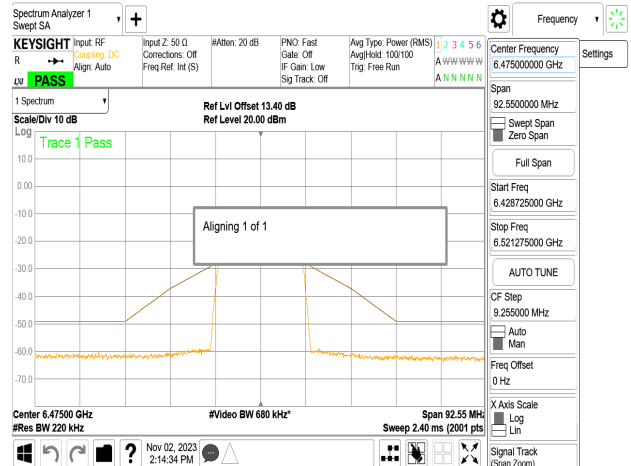 Spectrum Analyzer 1
Swept SA
Frequency
KEYSIGHT
R
LXI
PASS
Input: RF
Coupling: DC
Align: Auto
Input Z: 50 Ω
Corrections: Off
Freq Ref: Int (S)
#Atten: 20 dB
PNO: Fast
Gate: Off
IF Gain: Low
Sig Track: Off
Avg Type: Power (RMS)
Avg|Hold: 100/100
Trig: Free Run
1 2 3 4 5 6
A W W W W W
A N N N N N
1 Spectrum
Scale/Div 10 dB
Ref Lvl Offset 13.40 dB
Ref Level 20.00 dBm
Log
Trace 1 Pass
10.0
0.00
-10.0
-20.0
-30.0
-40.0
-50.0
-60.0
-70.0
Aligning 1 of 1
Center 6.47500 GHz
#Res BW 220 kHz
#Video BW 680 kHz*
Span 92.55 MHz
Sweep 2.40 ms (2001 pts
Nov 02, 2023
2:14:34 PM
?
Center Frequency
6.475000000 GHz
Settings
Span
92.5500000 MHz
Swept Span
Zero Span
Full Span
Start Freq
6.428725000 GHz
Stop Freq
6.521275000 GHz
AUTO TUNE
CF Step
9.255000 MHz
Auto
Man
Freq Offset
0 Hz
X Axis Scale
Log
Lin
Signal Track
(Span Zoom)